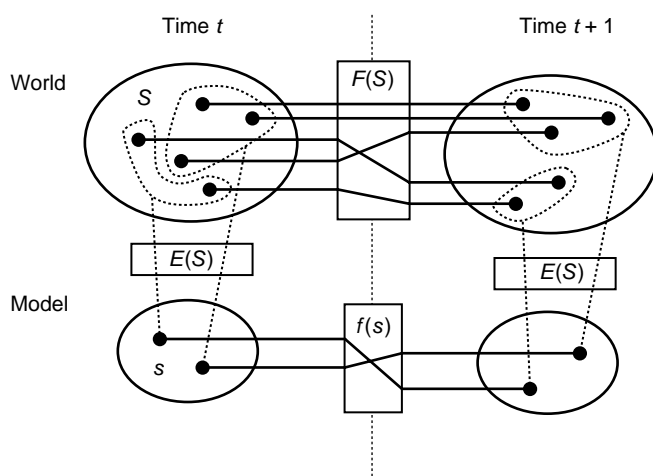 Time t
Time t + 1
World
F(S)
S
E(S)
E(S)
Model
f(s)
s